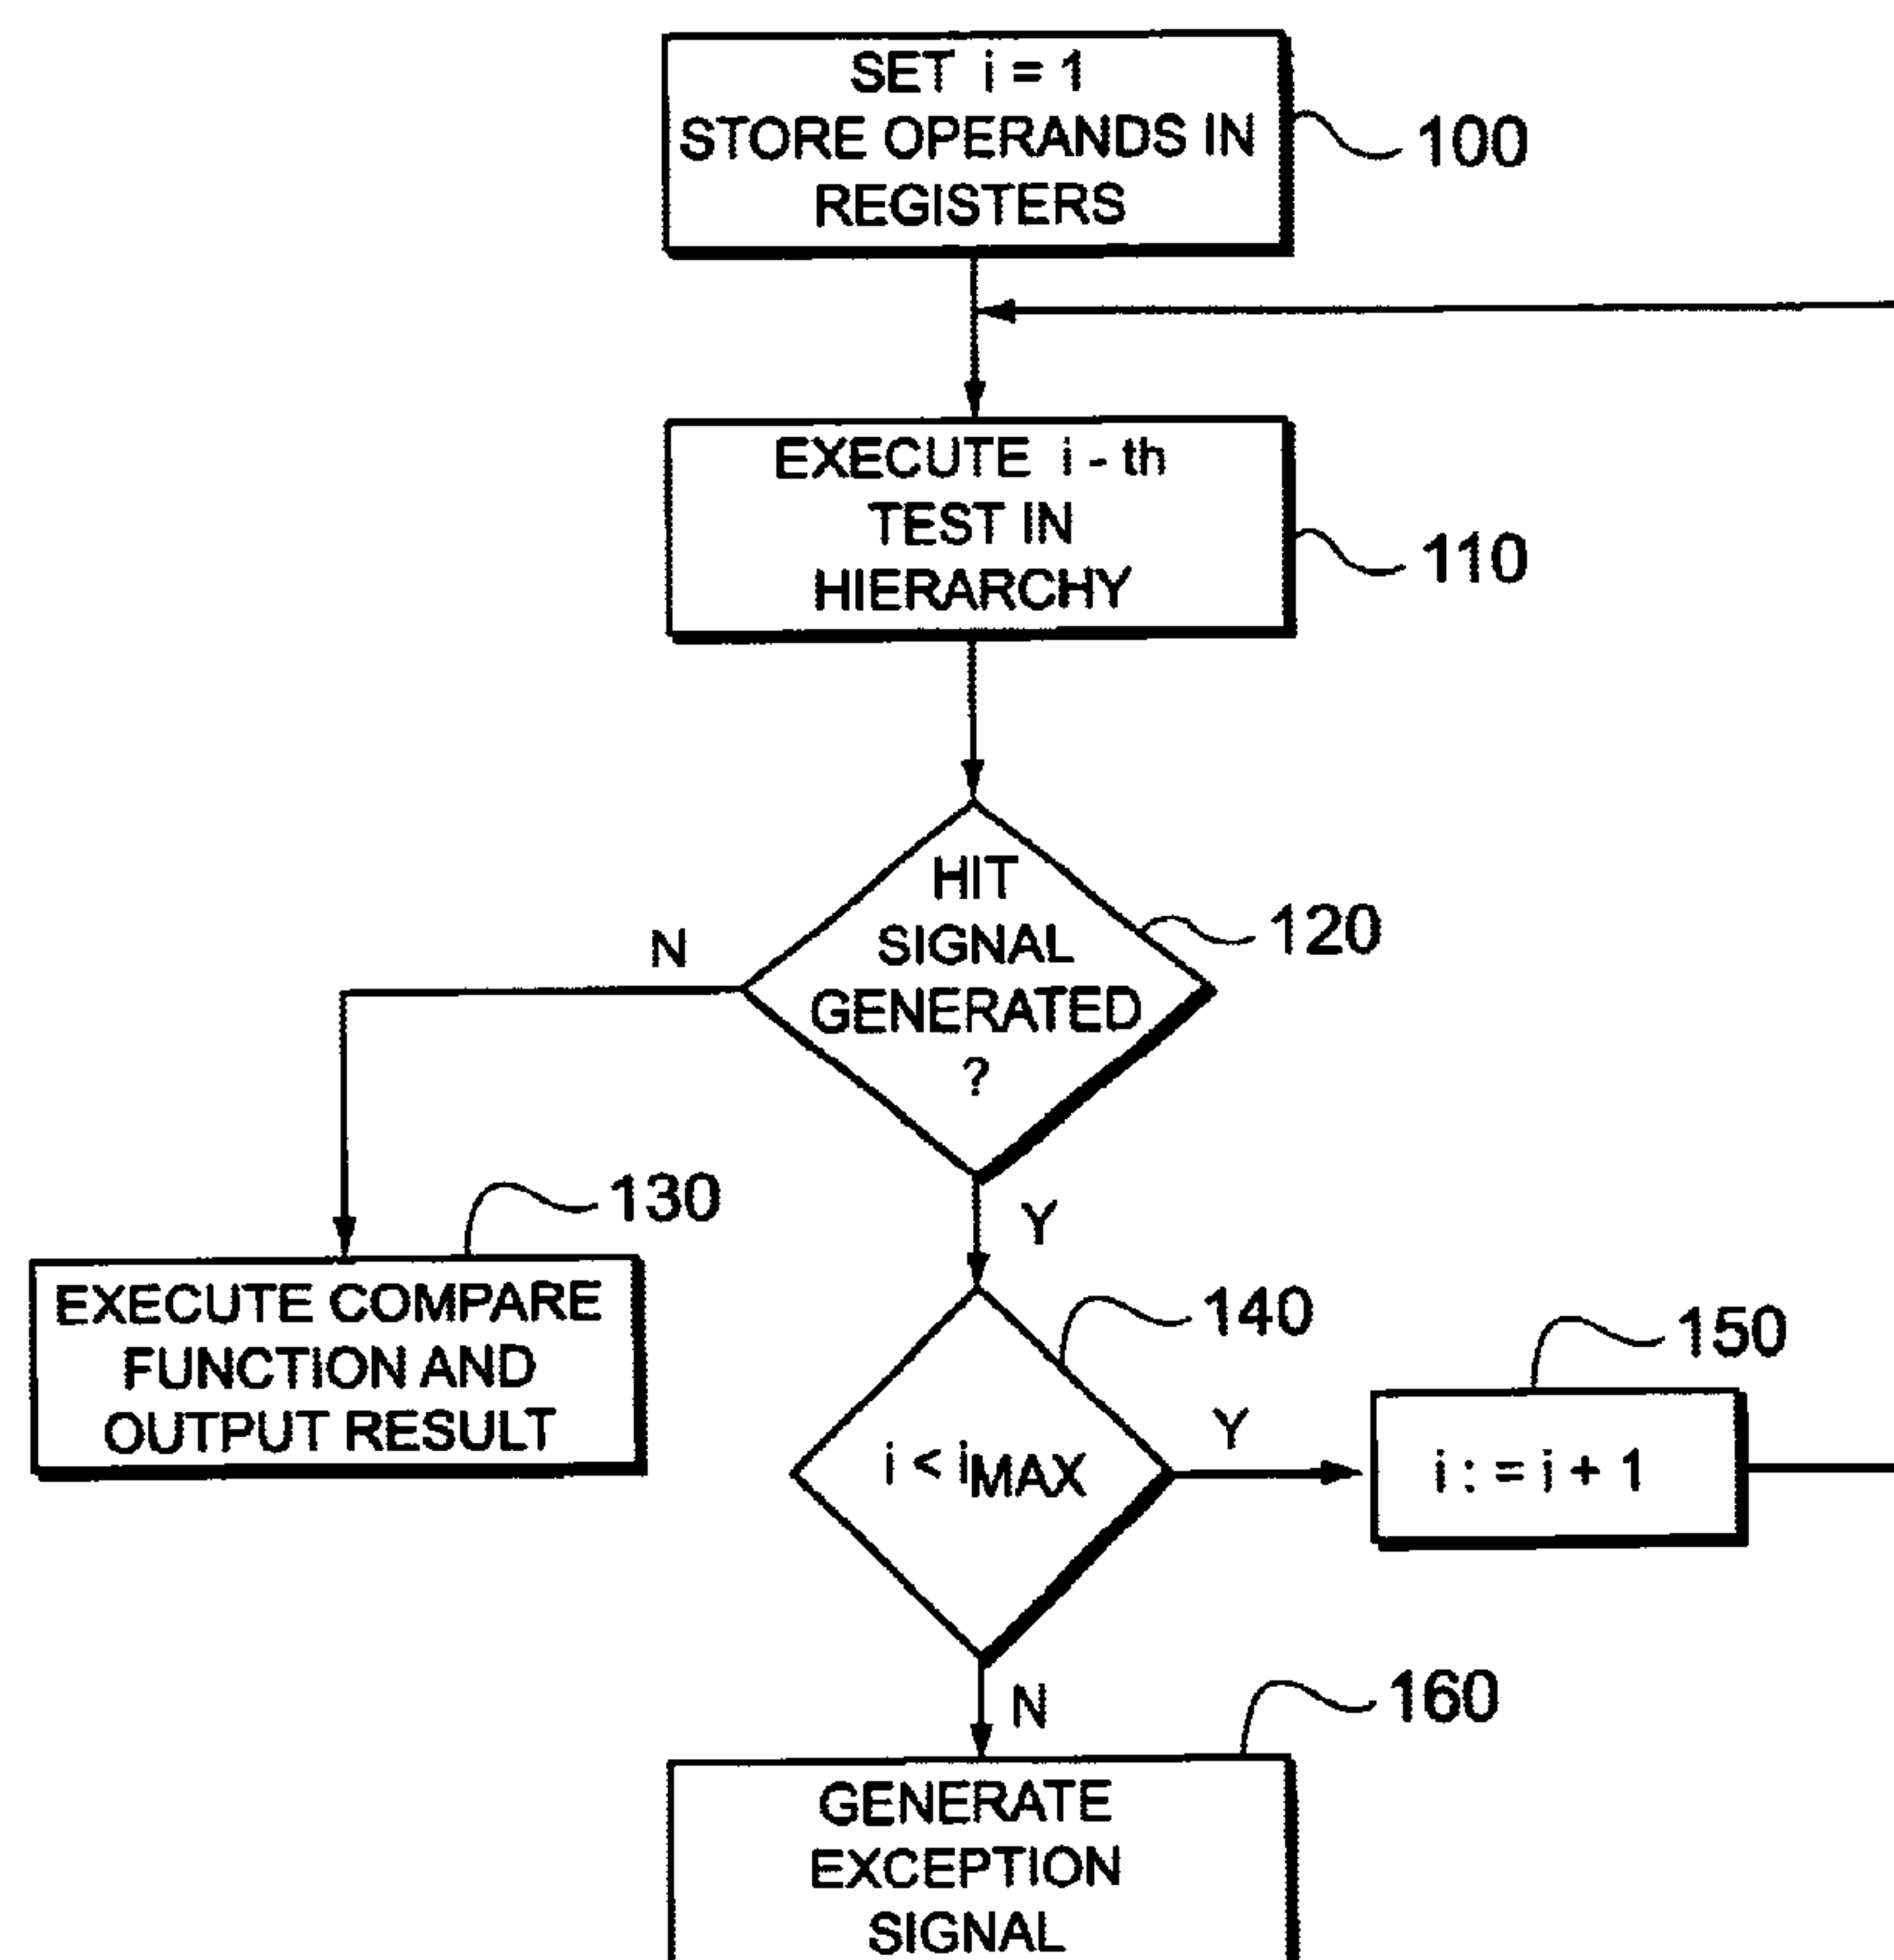 SET i = 1
STORE OPERANDS IN
REGISTERS
100
EXECUTE i - th
TEST IN
HIERARCHY
110
HIT
SIGNAL
GENERATED
?
120
N
Y
130
EXECUTE COMPARE
FUNCTION AND
OUTPUT RESULT
140
i < iMAX
Y
150
i : = i + 1
N
160
GENERATE
EXCEPTION
SIGNAL